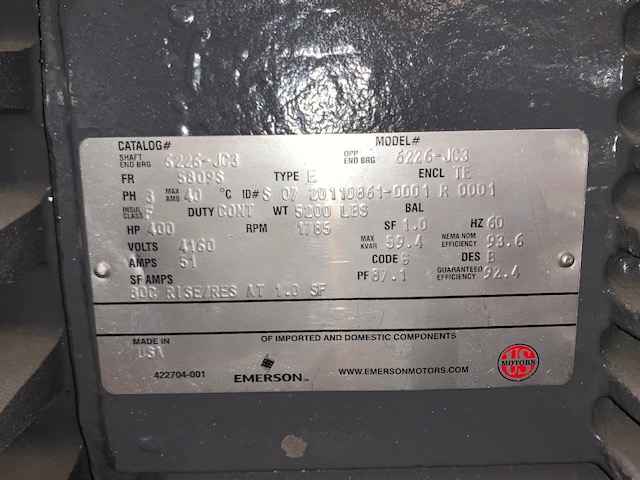 CATALOG# MODEL#
SHAFT END BRG 6226-JC3 OPP END BRG 6226-JC3
FR 5809S TYPE E ENCL TE
PH 3 MAX AMB 40 °C ID# S 07 20110861-0001 R 0001
INSUL CLASS F DUTY CONT WT 5200 LBS BAL
HP 400 RPM 1785 SF 1.0 HZ 60
VOLTS 4160 MAX KVAR 59.4 NEMA NOM EFFICIENCY 93.6
AMPS 51 CODE G DES B
SF AMPS PF 87.1 GUARANTEED EFFICIENCY 92.4
80C RISE/RES AT 1.0 SF
MADE IN USA OF IMPORTED AND DOMESTIC COMPONENTS
422704-001 EMERSON™ WWW.EMERSONMOTORS.COM US MOTORS